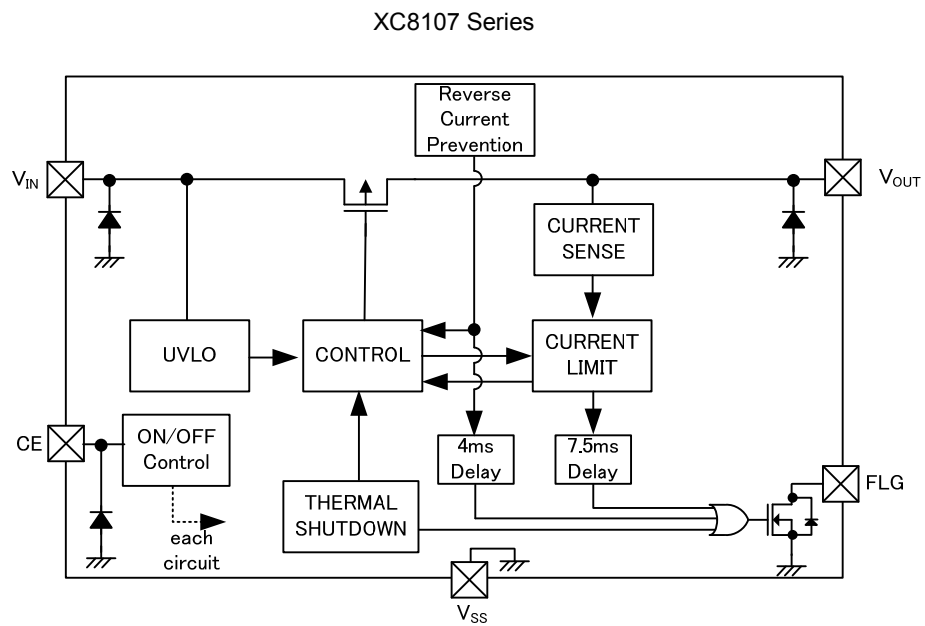 XC8107 Series
Reverse
Current
Prevention
VIN
VOUT
CURRENT
SENSE
UVLO
CONTROL
CURRENT
LIMIT
CE
ON/OFF
Control
4ms
Delay
7.5ms
Delay
FLG
THERMAL
SHUTDOWN
each
circuit
VSS